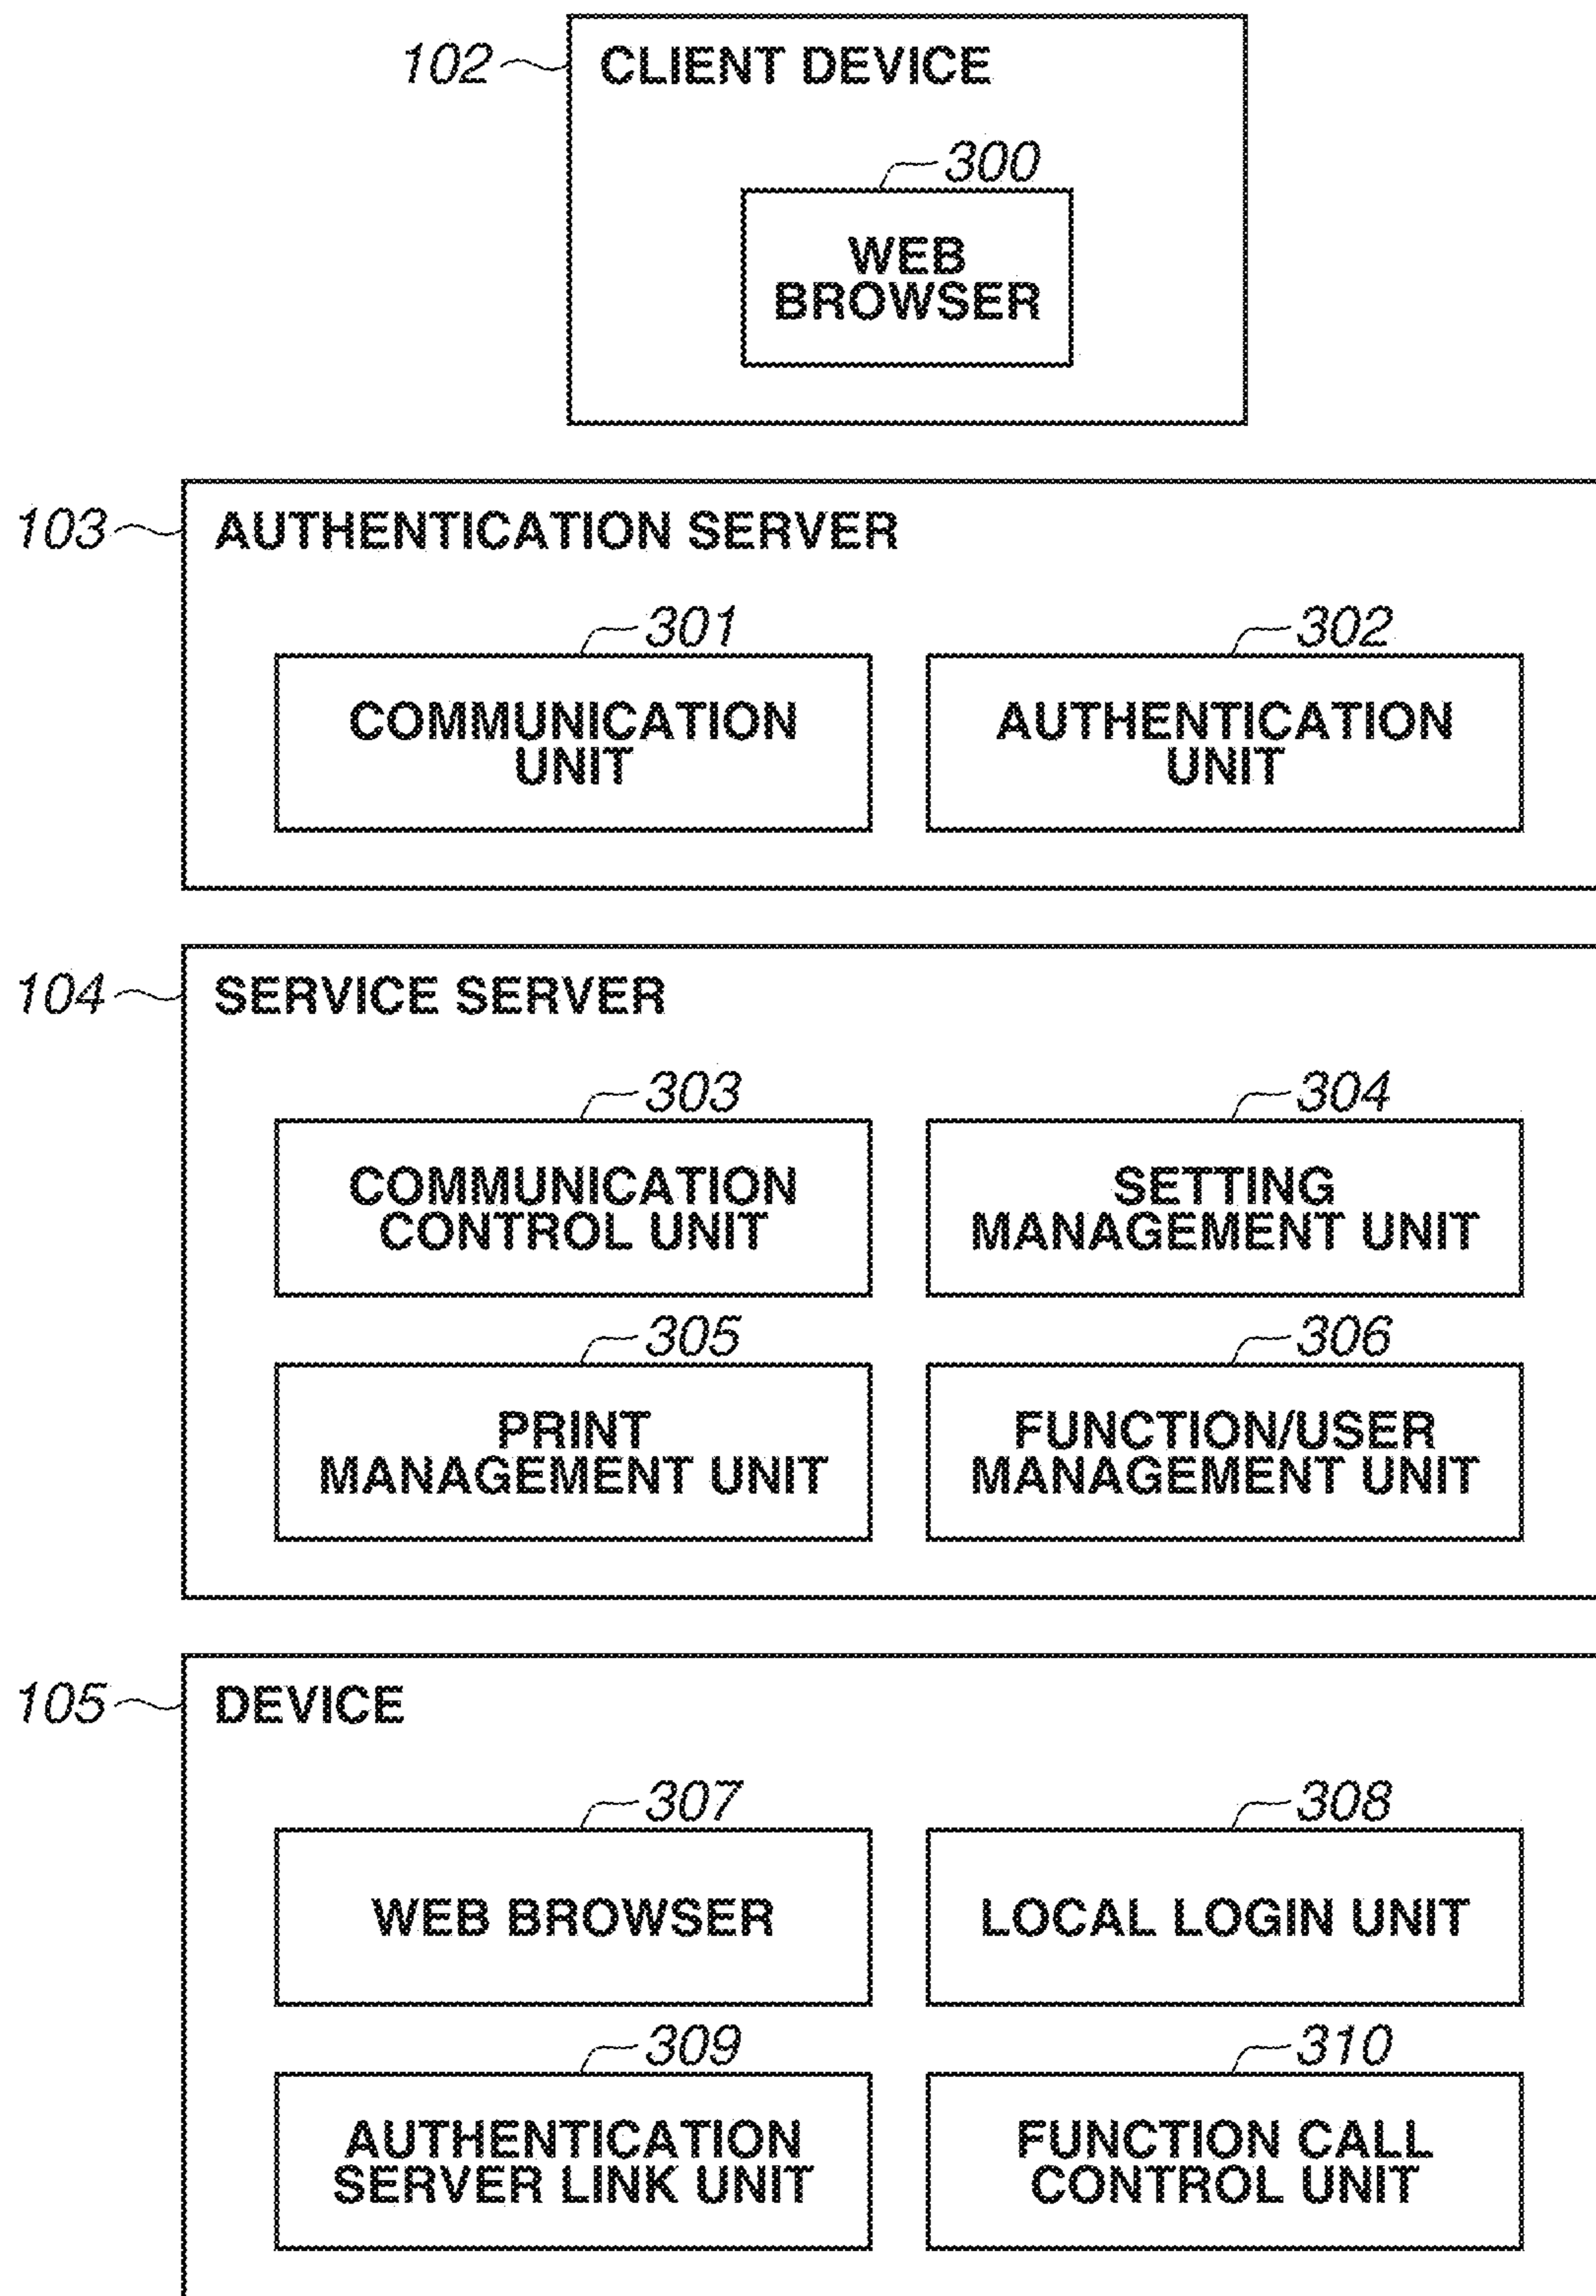 102
CLIENT DEVICE
300
WEB
BROWSER
103
AUTHENTICATION SERVER
301
302
COMMUNICATION
UNIT
AUTHENTICATION
UNIT
104
SERVICE SERVER
303
304
COMMUNICATION
CONTROL UNIT
SETTING
MANAGEMENT UNIT
305
306
PRINT
MANAGEMENT UNIT
FUNCTION/USER
MANAGEMENT UNIT
105
DEVICE
307
308
WEB BROWSER
LOCAL LOGIN UNIT
309
310
AUTHENTICATION
SERVER LINK UNIT
FUNCTION CALL
CONTROL UNIT